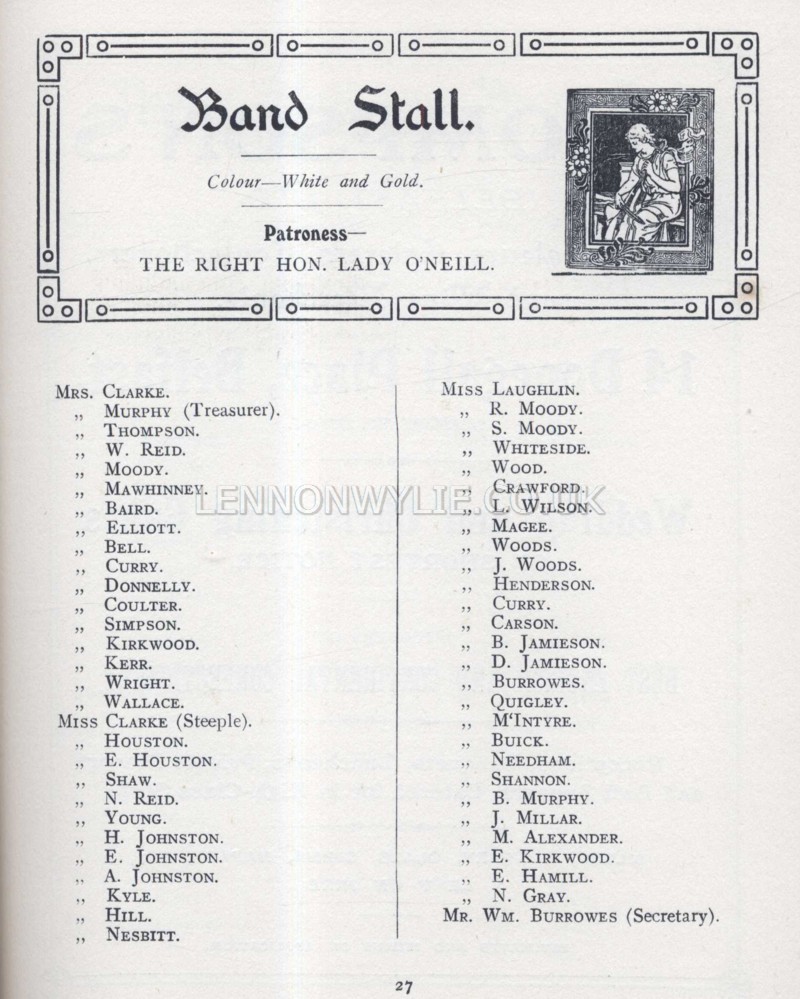 Band Stall.
Colour—White and Gold.
Patroness—
THE RIGHT HON. LADY O'NEILL.
MRS. CLARKE.
„ MURPHY (Treasurer).
„ THOMPSON.
„ W. REID.
„ MOODY.
„ MAWHINNEY.
„ BAIRD.
„ ELLIOTT.
„ BELL.
„ CURRY.
„ DONNELLY.
„ COULTER.
„ SIMPSON.
„ KIRKWOOD.
„ KERR.
„ WRIGHT.
„ WALLACE.
MISS CLARKE (Steeple).
„ HOUSTON.
„ E. HOUSTON.
„ SHAW.
„ N. REID.
„ YOUNG.
„ H. JOHNSTON.
„ E. JOHNSTON.
„ A. JOHNSTON.
„ KYLE.
„ HILL.
„ NESBITT.
MISS LAUGHLIN.
„ R. MOODY.
„ S. MOODY.
„ WHITESIDE.
„ WOOD.
„ CRAWFORD.
„ L. WILSON.
„ MAGEE.
„ WOODS.
„ J. WOODS.
„ HENDERSON.
„ CURRY.
„ CARSON.
„ B. JAMIESON.
„ D. JAMIESON.
„ BURROWES.
„ QUIGLEY.
„ M‘INTYRE.
„ BUICK.
„ NEEDHAM.
„ SHANNON.
„ B. MURPHY.
„ J. MILLAR.
„ M. ALEXANDER.
„ E. KIRKWOOD.
„ E. HAMILL.
„ N. GRAY.
MR. WM. BURROWES (Secretary).
27
LENNONWYLIE.CO.UK